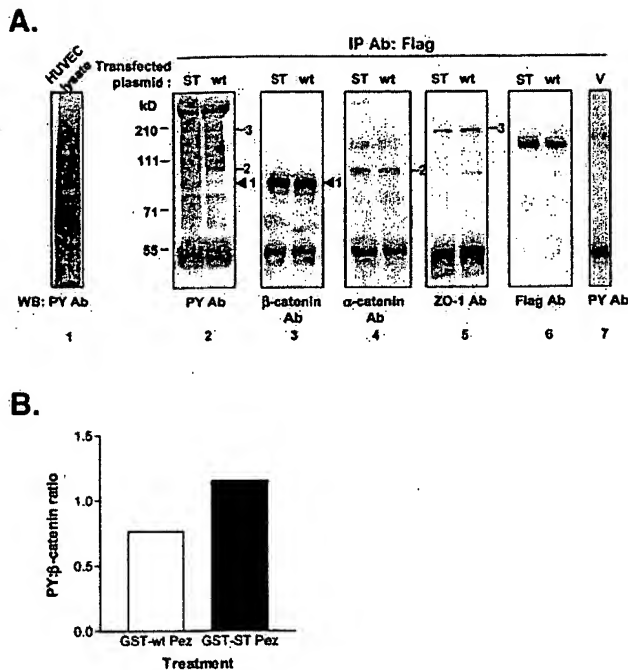 A.
IP Ab: Flag
HUVEC lysate
Transfected plasmid :
ST wt
ST wt
ST wt
ST wt
ST wt
V
kD
210
111
71
55
3
2
1
1
2
3
WB: PY Ab
PY Ab
β-catenin Ab
α-catenin Ab
ZO-1 Ab
Flag Ab
PY Ab
1
2
3
4
5
6
7
B.
PY:β-catenin ratio
1.5
1.0
0.5
0.0
GST-wt Pez
GST-ST Pez
Treatment